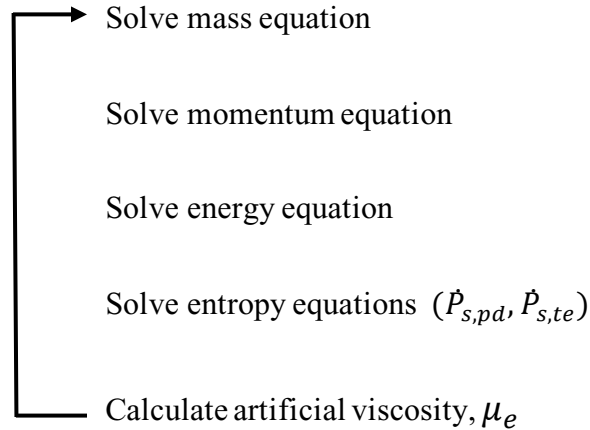 Solve mass equation
Solve momentum equation
Solve energy equation
Solve entropy equations (Ṗ_{s,pd}, Ṗ_{s,te})
Calculate artificial viscosity, μ_e